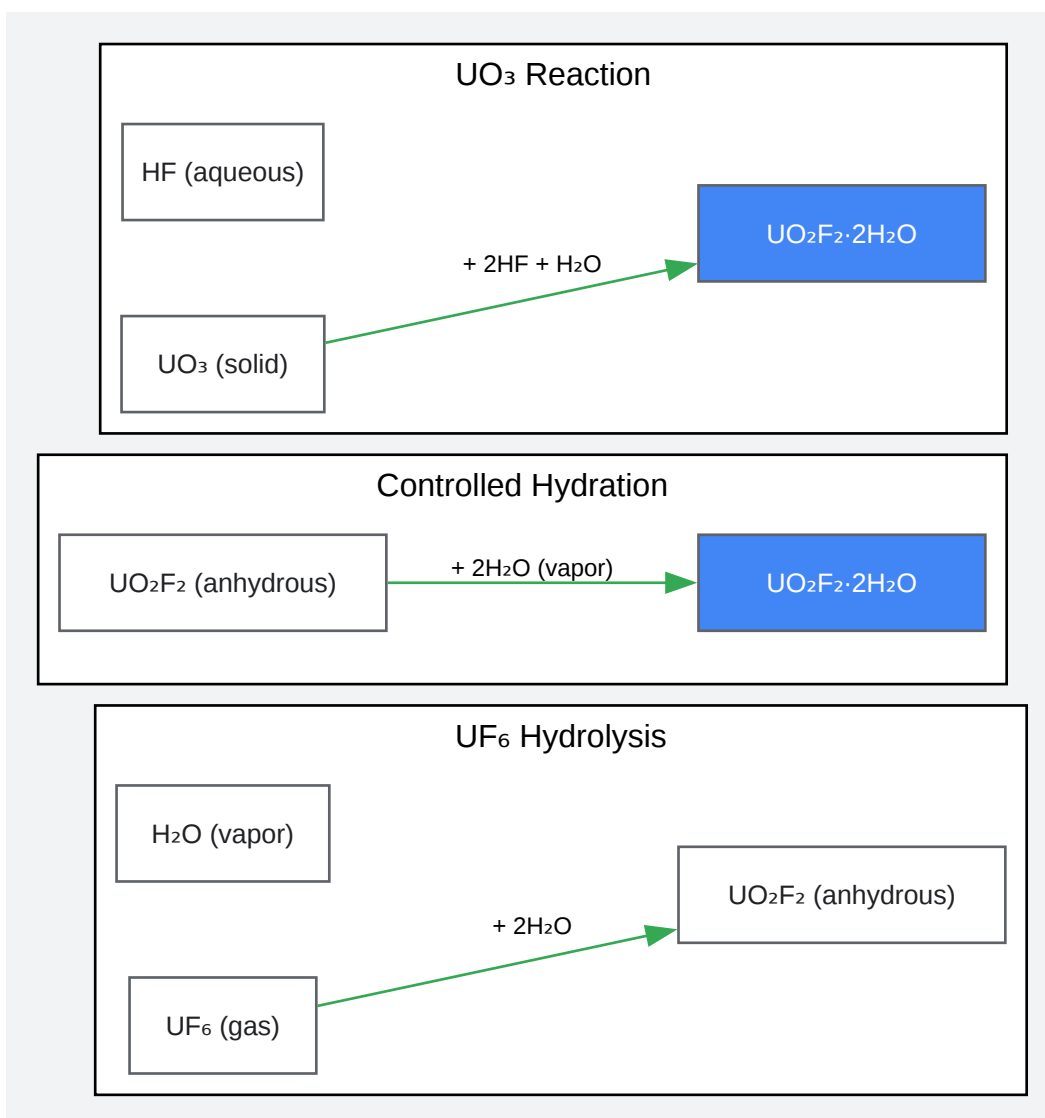 UO₃ Reaction
HF (aqueous)
UO₂F₂·2H₂O
+ 2HF + H₂O
UO₃ (solid)
Controlled Hydration
UO₂F₂ (anhydrous)
+ 2H₂O (vapor)
UO₂F₂·2H₂O
UF₆ Hydrolysis
H₂O (vapor)
UO₂F₂ (anhydrous)
+ 2H₂O
UF₆ (gas)